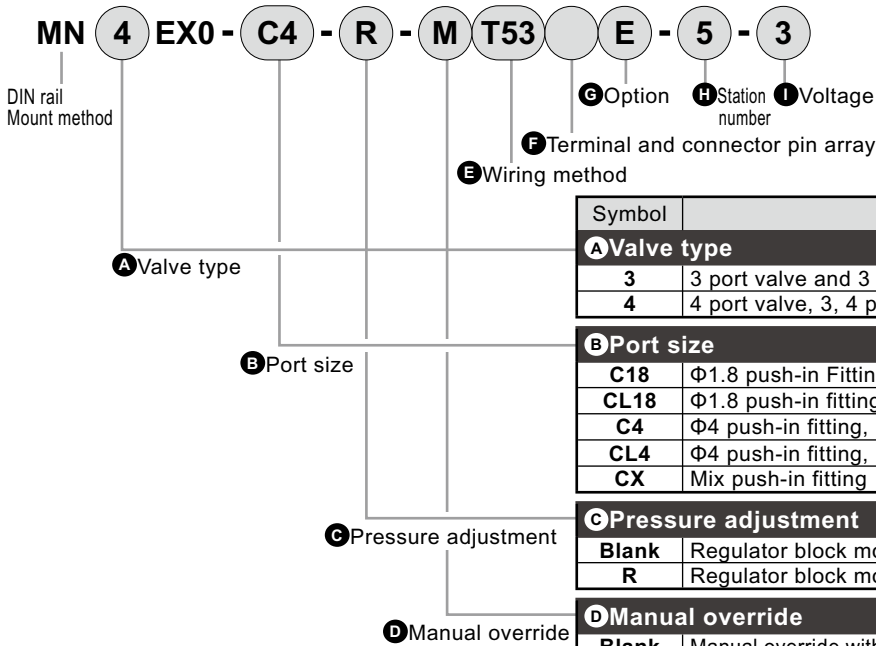 MN 4 EX0 - C4 - R - M T53 E - 5 - 3
DIN rail
Mount method
G Option H Station number I Voltage
F Terminal and connector pin array
E Wiring method
A Valve type
B Port size
C Pressure adjustment
D Manual override
Symbol
A Valve type
3 3 port valve and 3
4 4 port valve, 3, 4
B Port size
C18 Φ1.8 push-in
CL18 Φ1.8 push-in fitting
C4 Φ4 push-in fitting,
CL4 Φ4 push-in fitting,
CX Mix push-in fitting
C Pressure adjustment
Blank Regulator block
R Regulator block
D Manual override
Blank Manual override